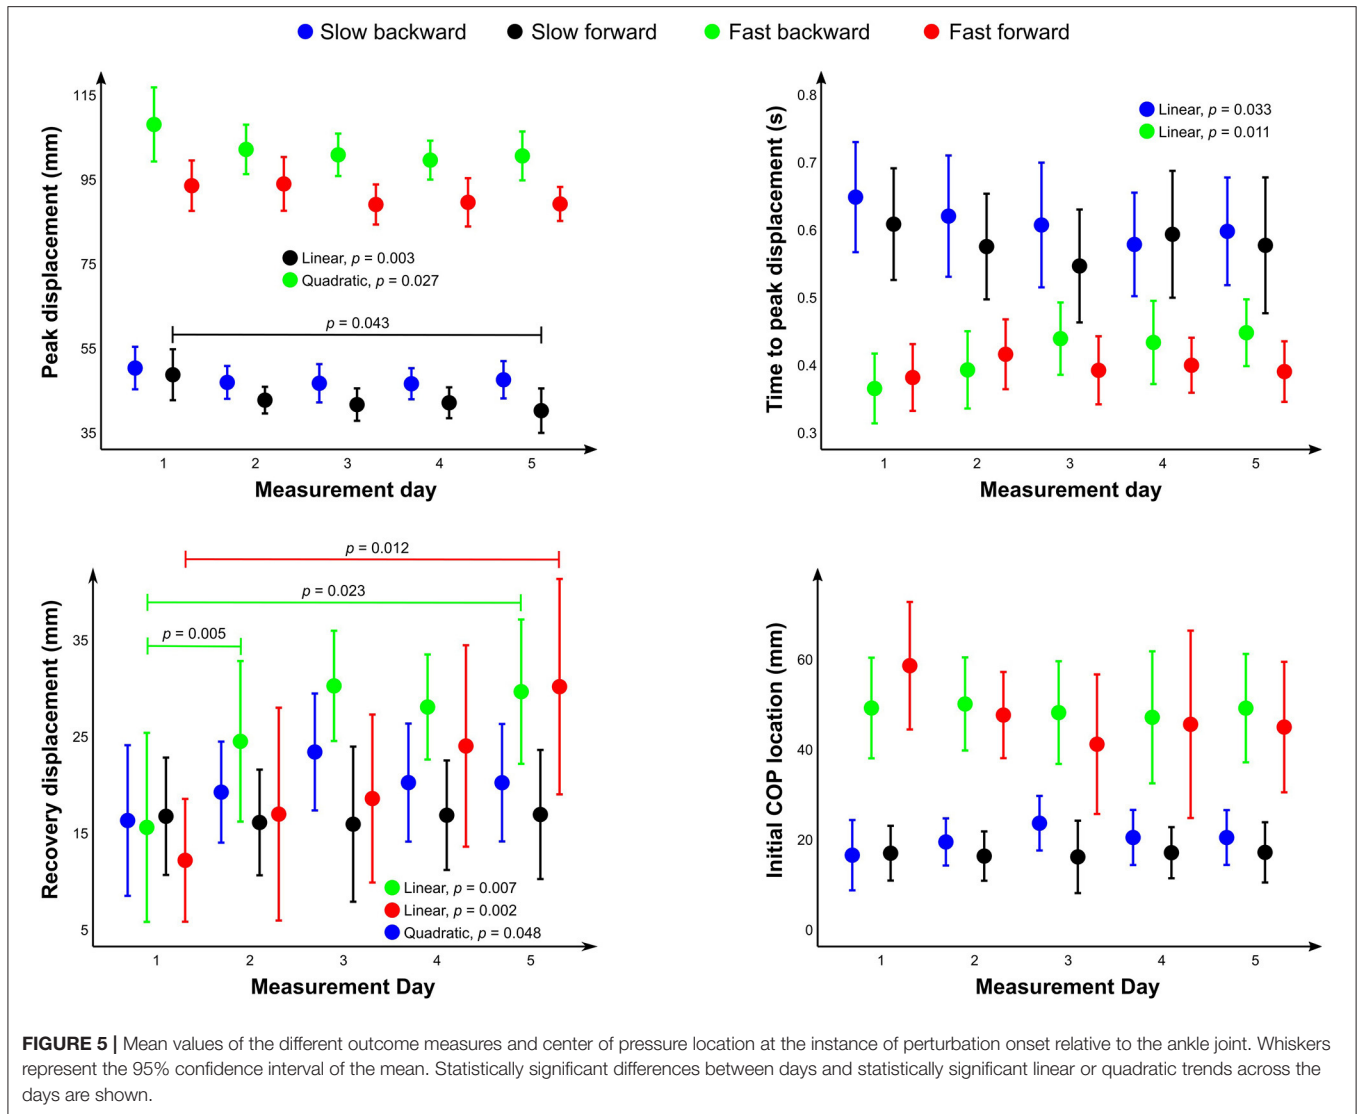 Slow backward
Slow forward
Fast backward
Fast forward
Peak displacement (mm)
115
95
75
55
35
Linear, p = 0.003
Quadratic, p = 0.027
p = 0.043
1 2 3 4 5
Measurement day
Time to peak displacement (s)
0.8
0.7
0.6
0.5
0.4
0.3
Linear, p = 0.033
Linear, p = 0.011
1 2 3 4 5
Measurement day
Recovery displacement (mm)
35
25
15
5
p = 0.012
p = 0.023
p = 0.005
Linear, p = 0.007
Linear, p = 0.002
Quadratic, p = 0.048
1 2 3 4 5
Measurement Day
Initial COP location (mm)
60
40
20
0
1 2 3 4 5
Measurement Day
FIGURE 5 | Mean values of the different outcome measures and center of pressure location at the instance of perturbation onset relative to the ankle joint. Whiskers
represent the 95% confidence interval of the mean. Statistically significant differences between days and statistically significant linear or quadratic trends across the
days are shown.